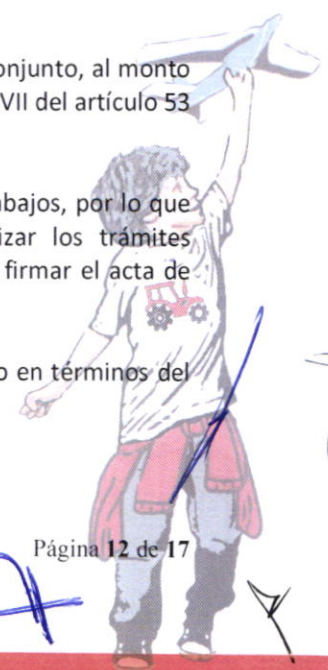 onjunto, al monto
VII del artículo 53
abajos, por lo que
izar los trámites
firmar el acta de
o en términos del
Página 12 de 17